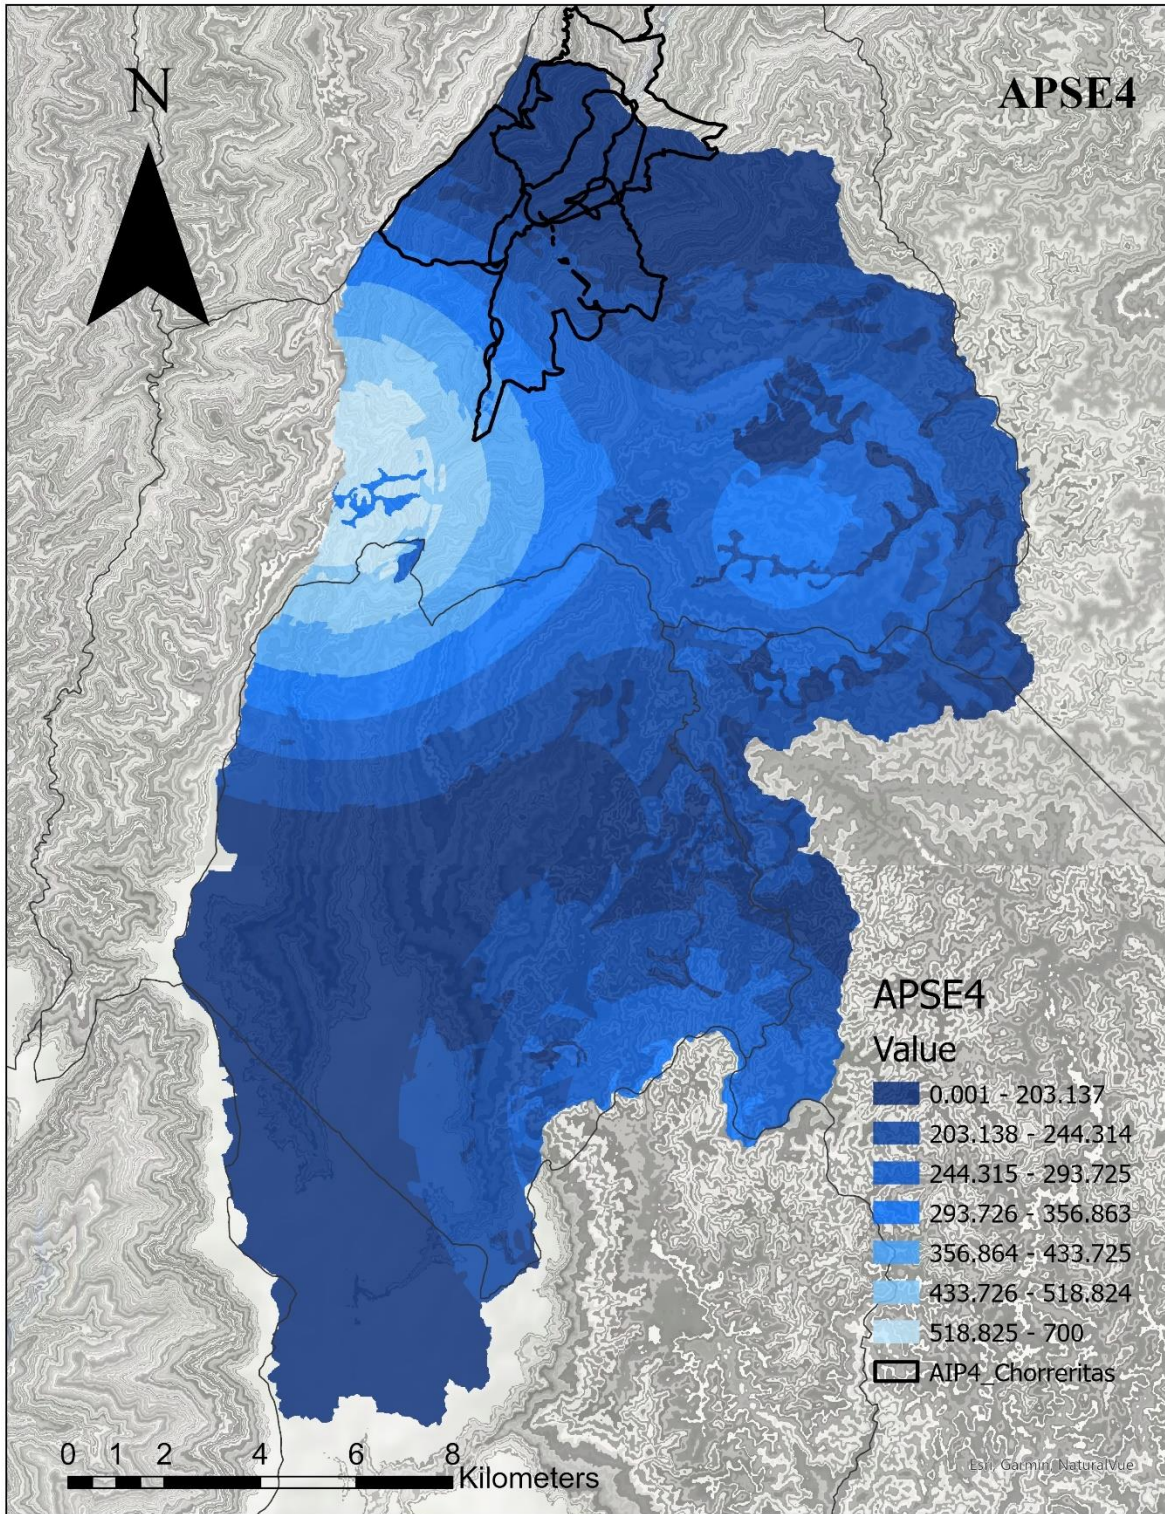 N
APSE4
APSE4
Value
0.001 - 203.137
203.138 - 244.314
244.315 - 293.725
293.726 - 356.863
356.864 - 433.725
433.726 - 518.824
518.825 - 700
AIP4_Chorreritas
0 1 2 4 6 8
Kilometers
Esri, Garmin, NaturalVue